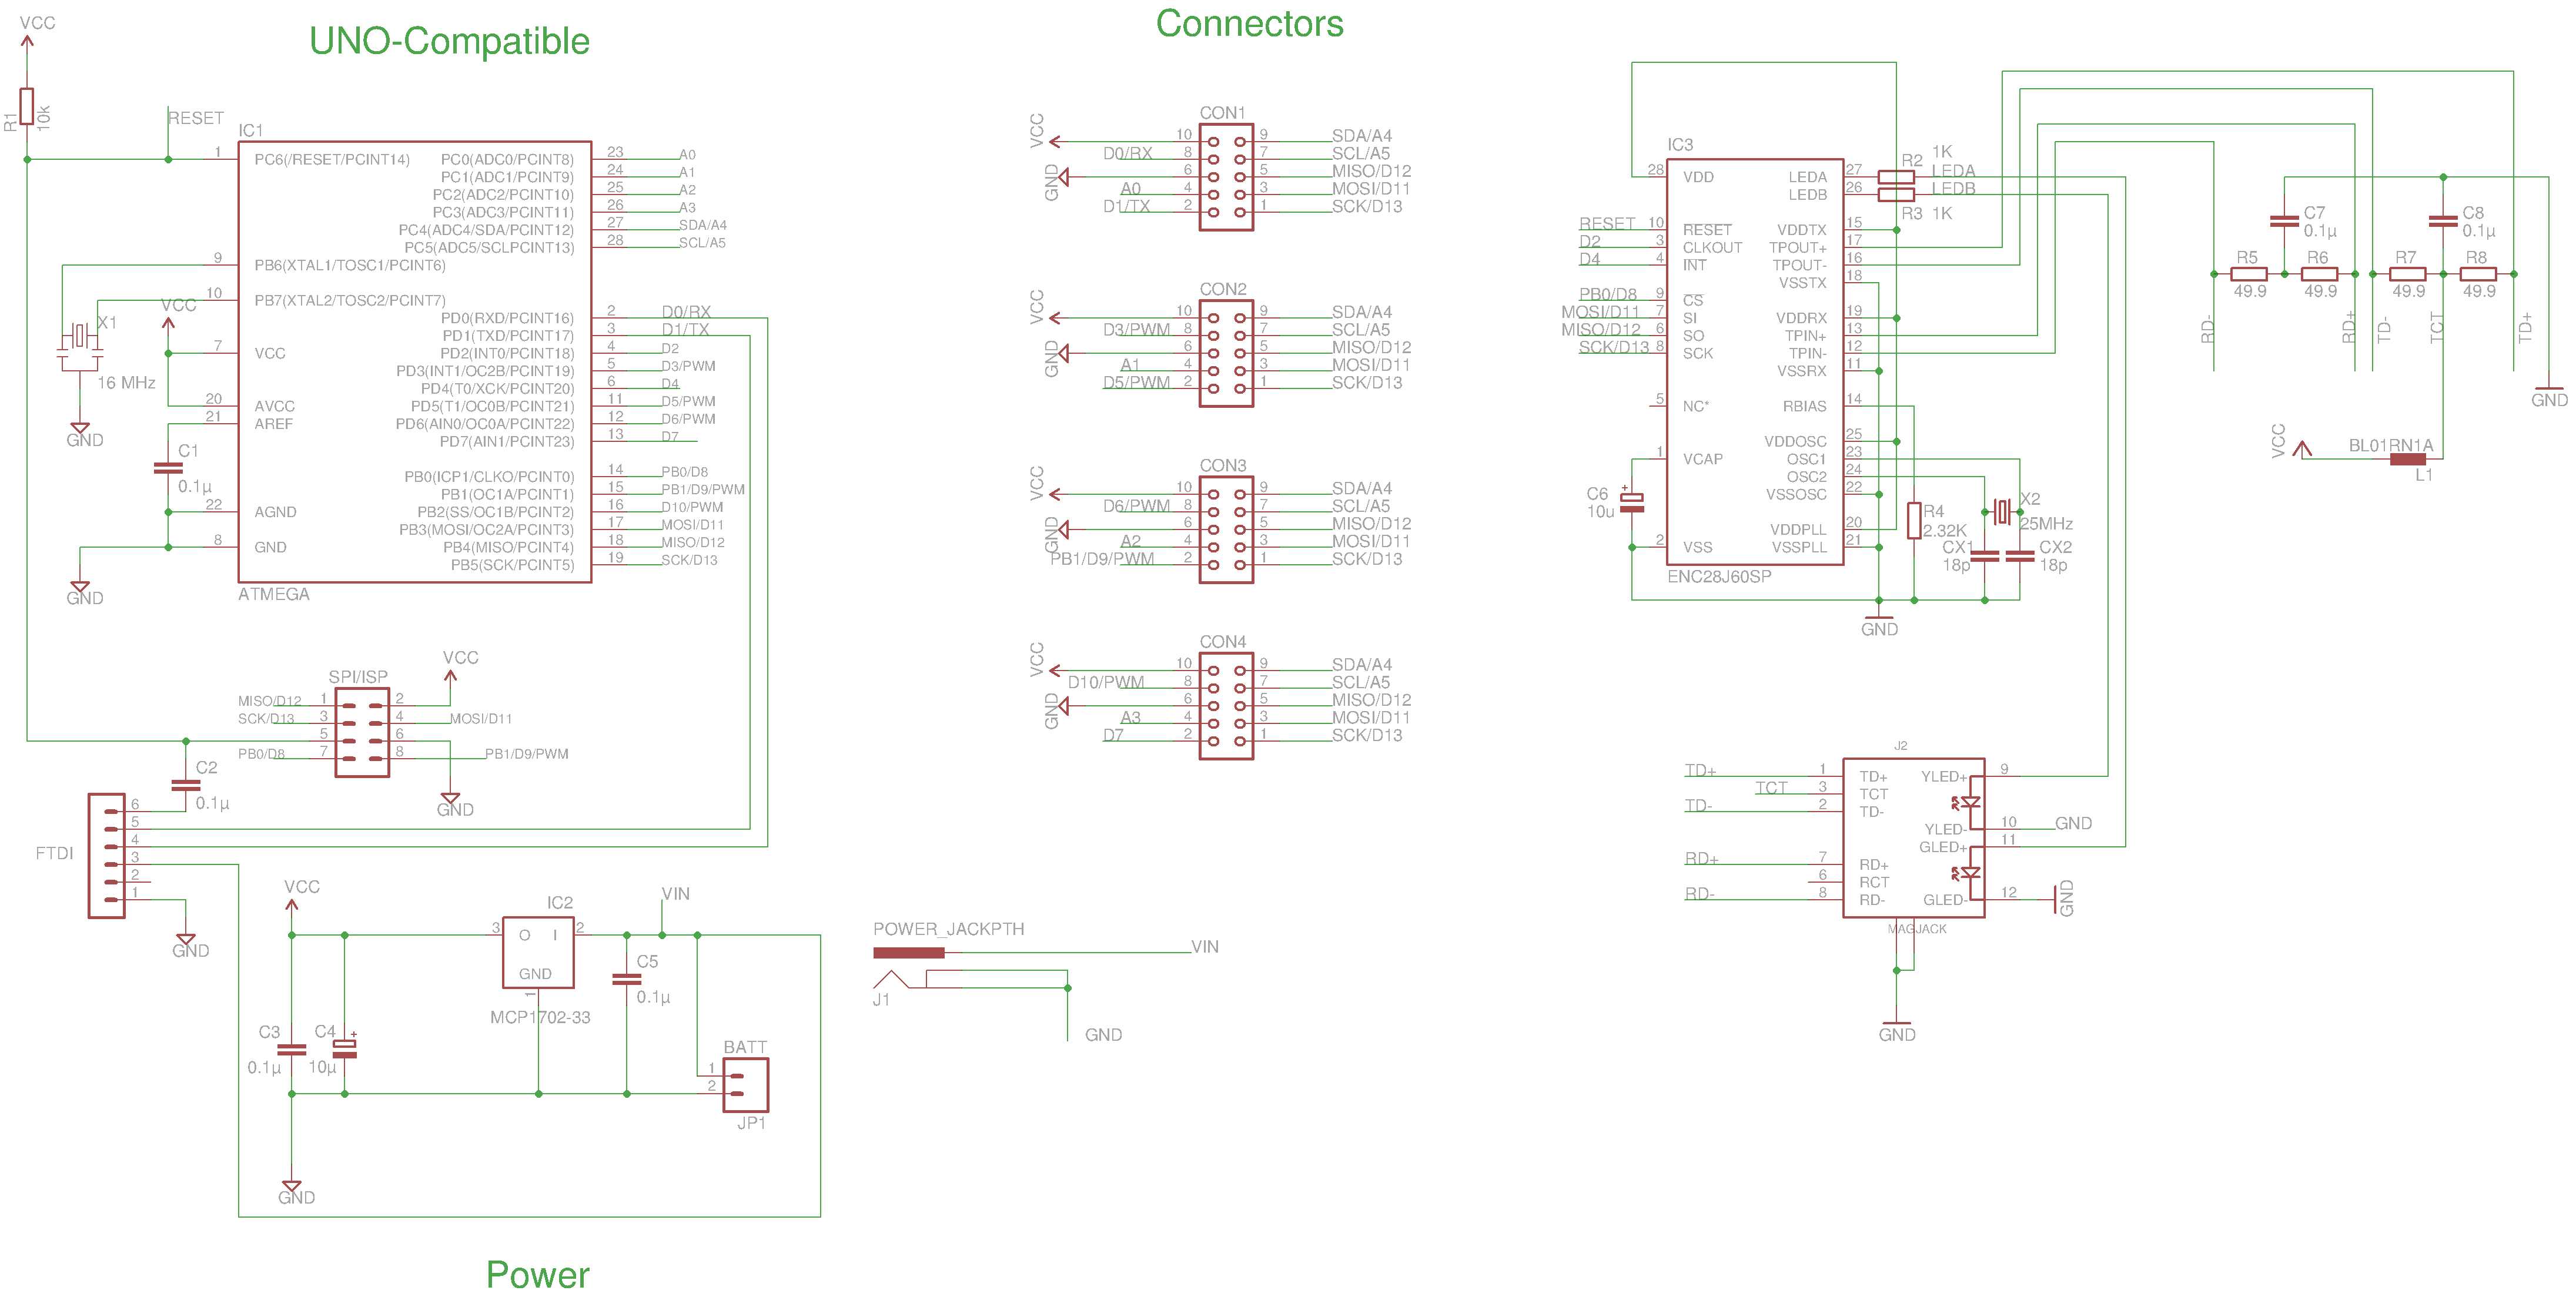 UNO-Compatible
VCC
R1
10k
RESET
IC1
1 PC6(/RESET/PCINT14)
9 PB6(XTAL1/TOSC1/PCINT6)
10 PB7(XTAL2/TOSC2/PCINT7)
VCC
X1
16 MHz
GND
7 VCC
20 AVCC
21 AREF
C1
0.1µ
22 AGND
8 GND
GND
ATMEGA
PC0(ADC0/PCINT8) 23 A0
PC1(ADC1/PCINT9) 24 A1
PC2(ADC2/PCINT10) 25 A2
PC3(ADC3/PCINT11) 26 A3
PC4(ADC4/SDA/PCINT12) 27 SDA/A4
PC5(ADC5/SCLPCINT13) 28 SCL/A5
PD0(RXD/PCINT16) 2 D0/RX
PD1(TXD/PCINT17) 3 D1/TX
PD2(INT0/PCINT18) 4 D2
PD3(INT1/OC2B/PCINT19) 5 D3/PWM
PD4(T0/XCK/PCINT20) 6 D4
PD5(T1/OC0B/PCINT21) 11 D5/PWM
PD6(AIN0/OC0A/PCINT22) 12 D6/PWM
PD7(AIN1/PCINT23) 13 D7
PB0(ICP1/CLKO/PCINT0) 14 PB0/D8
PB1(OC1A/PCINT1) 15 PB1/D9/PWM
PB2(SS/OC1B/PCINT2) 16 D10/PWM
PB3(MOSI/OC2A/PCINT3) 17 MOSI/D11
PB4(MISO/PCINT4) 18 MISO/D12
PB5(SCK/PCINT5) 19 SCK/D13
SPI/ISP
VCC
MISO/D12 1 2
SCK/D13 3 4 MOSI/D11
5 6
PB0/D8 7 8 PB1/D9/PWM
GND
C2
0.1µ
FTDI
6
5
4
3
2
1
GND
VCC
IC2
VIN
3 O I 2
GND
1
MCP1702-33
C5
0.1µ
C3
0.1µ
C4
+
10µ
BATT
1
2
JP1
GND
Power
Connectors
CON1
VCC 10 9 SDA/A4
D0/RX 8 7 SCL/A5
GND 6 5 MISO/D12
A0 4 3 MOSI/D11
D1/TX 2 1 SCK/D13
CON2
VCC 10 9 SDA/A4
D3/PWM 8 7 SCL/A5
GND 6 5 MISO/D12
A1 4 3 MOSI/D11
D5/PWM 2 1 SCK/D13
CON3
VCC 10 9 SDA/A4
D6/PWM 8 7 SCL/A5
GND 6 5 MISO/D12
A2 4 3 MOSI/D11
PB1/D9/PWM 2 1 SCK/D13
CON4
VCC 10 9 SDA/A4
D10/PWM 8 7 SCL/A5
GND 6 5 MISO/D12
A3 4 3 MOSI/D11
D7 2 1 SCK/D13
POWER_JACKPTH
VIN
J1
GND
IC3
28 VDD
RESET 10 RESET
D2 3 CLKOUT
D4 4 INT
PB0/D8 9 CS
MOSI/D11 7 SI
MISO/D12 6 SO
SCK/D13 8 SCK
5 NC*
1 VCAP
C6
+
10u
2 VSS
ENC28J60SP
LEDA 27 R2 1K LEDA
LEDB 26 LEDB
R3 1K
VDDTX 15
TPOUT+ 17
TPOUT- 16
VSSTX 18
VDDRX 19
TPIN+ 13
TPIN- 12
VSSRX 11
RBIAS 14
VDDOSC 25
OSC1 23
OSC2 24
VSSOSC 22
VDDPLL 20
VSSPLL 21
R4
2.32K
X2
25MHz
CX1
18p
CX2
18p
GND
C7
0.1µ
C8
0.1µ
R5
49.9
R6
49.9
R7
49.9
R8
49.9
RD-
RD+
TD-
TCT
TD+
GND
VCC
BL01RN1A
L1
J2
TD+ 1 TD+
TCT 3 TCT
TD- 2 TD-
RD+ 7 RD+
6 RCT
RD- 8 RD-
YLED+ 9
YLED- 10 GND
GLED+ 11
GLED- 12 GND
MAGJACK
GND